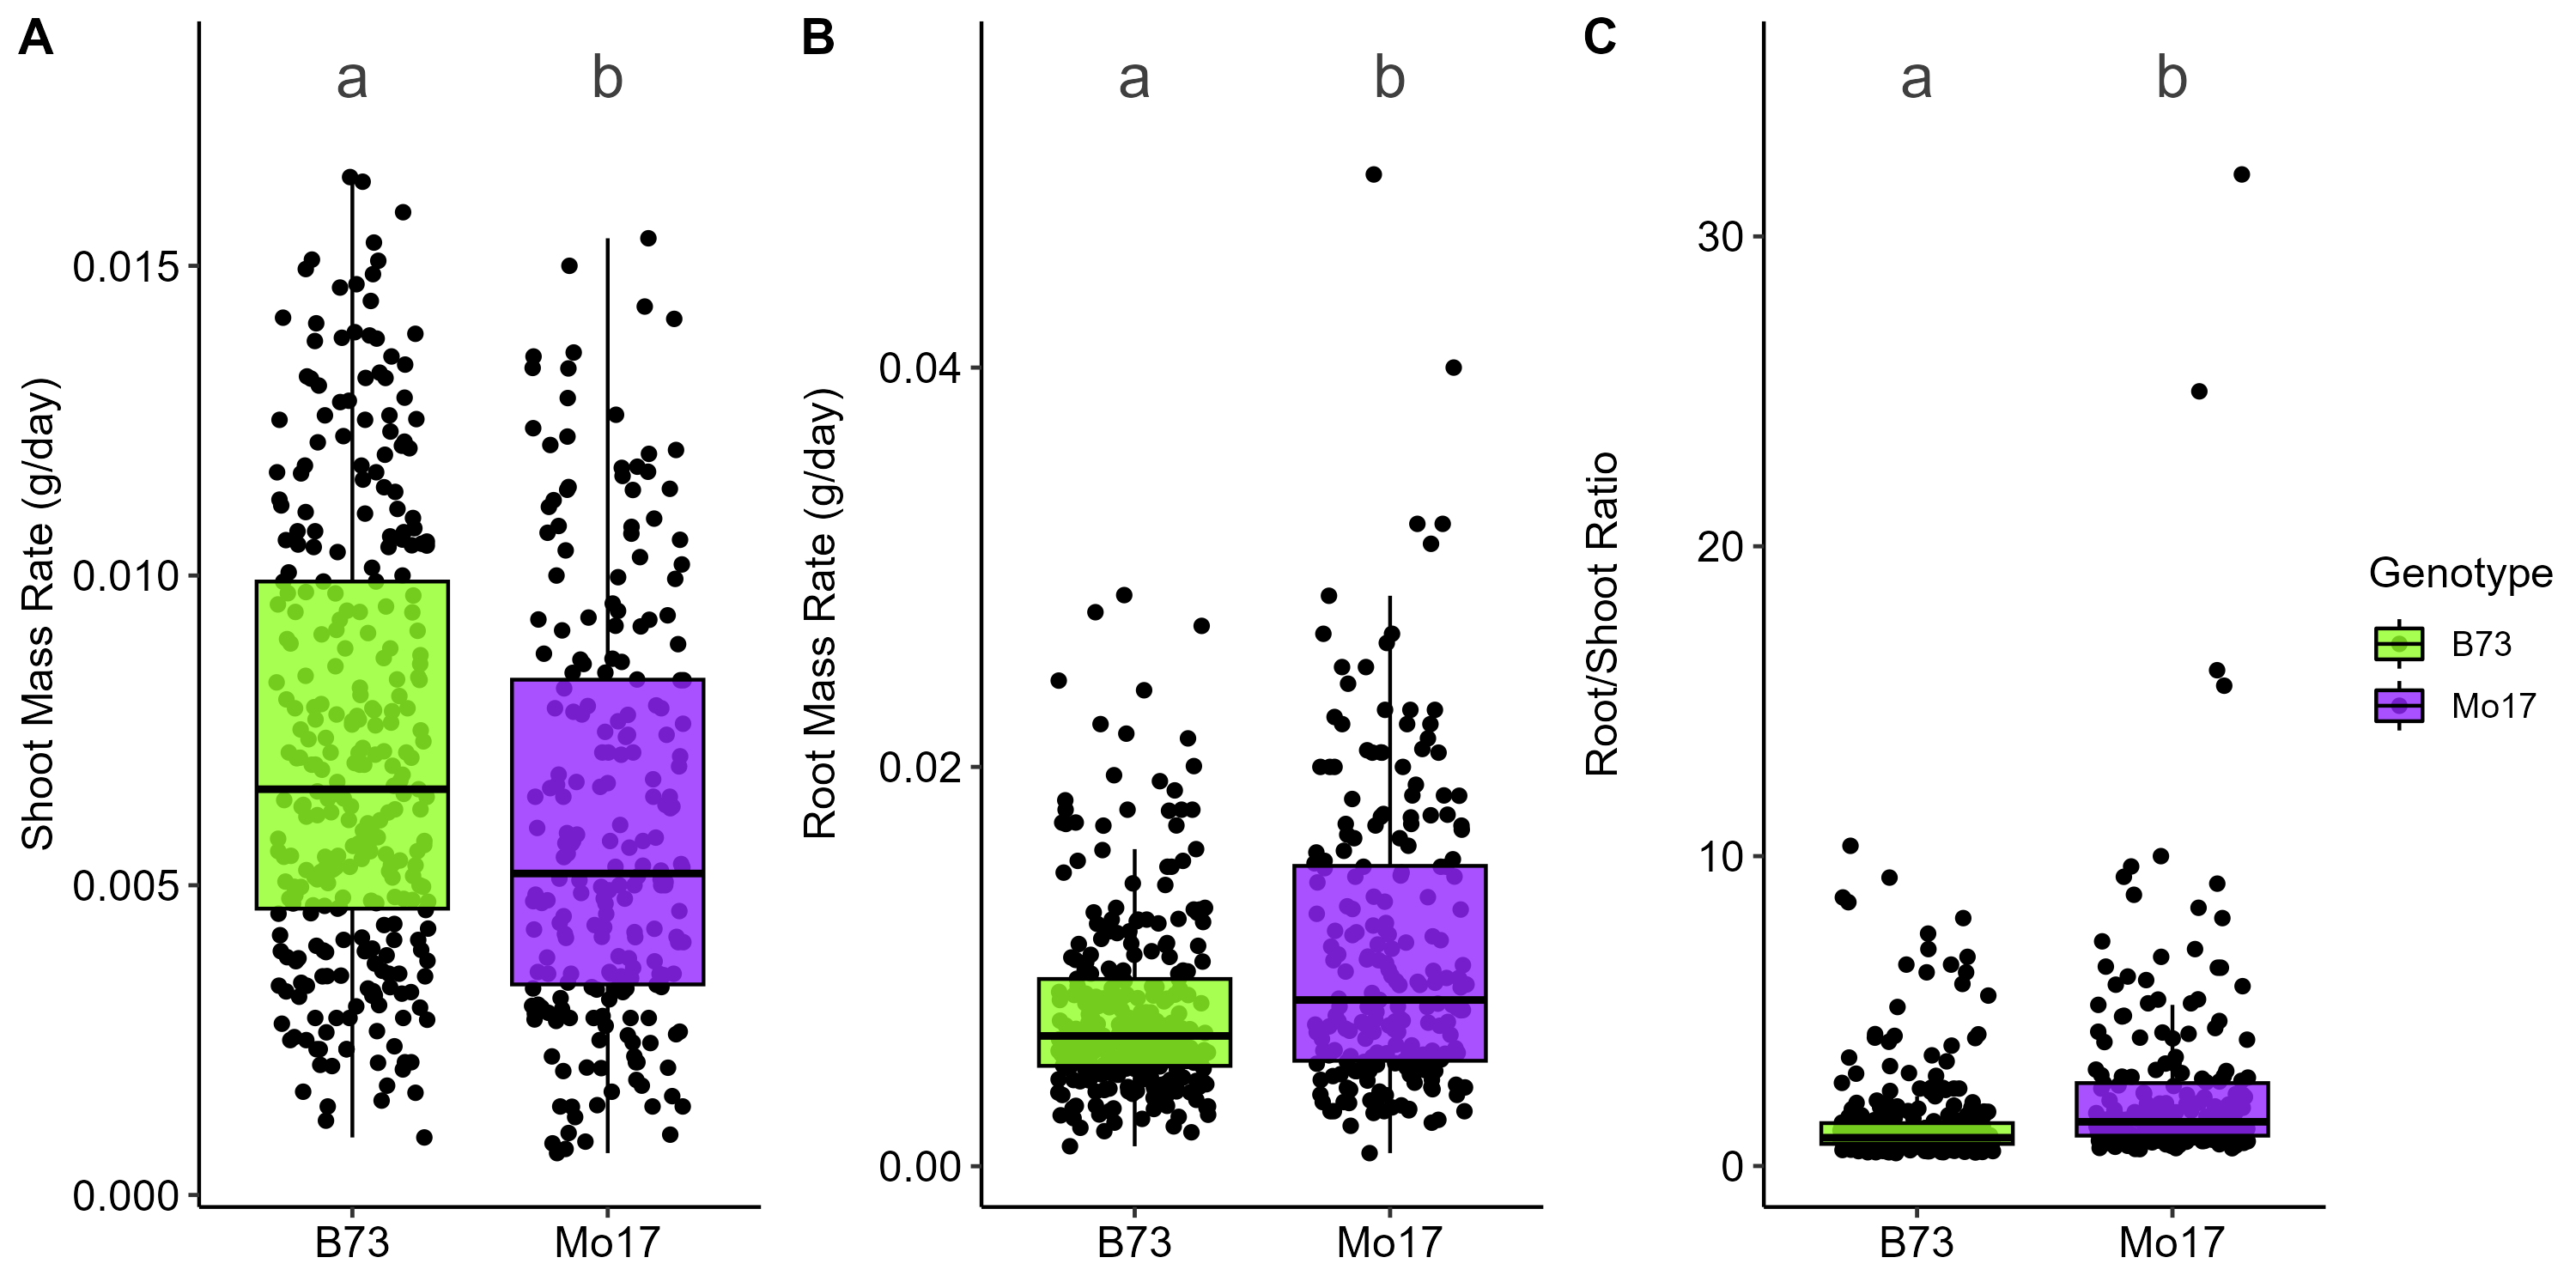 A
a
b
Shoot Mass Rate (g/day)
0.015
0.010
0.005
0.000
B73
Mo17
B
a
b
Root Mass Rate (g/day)
0.04
0.02
0.00
B73
Mo17
C
a
b
Root/Shoot Ratio
30
20
10
0
B73
Mo17
Genotype
B73
Mo17